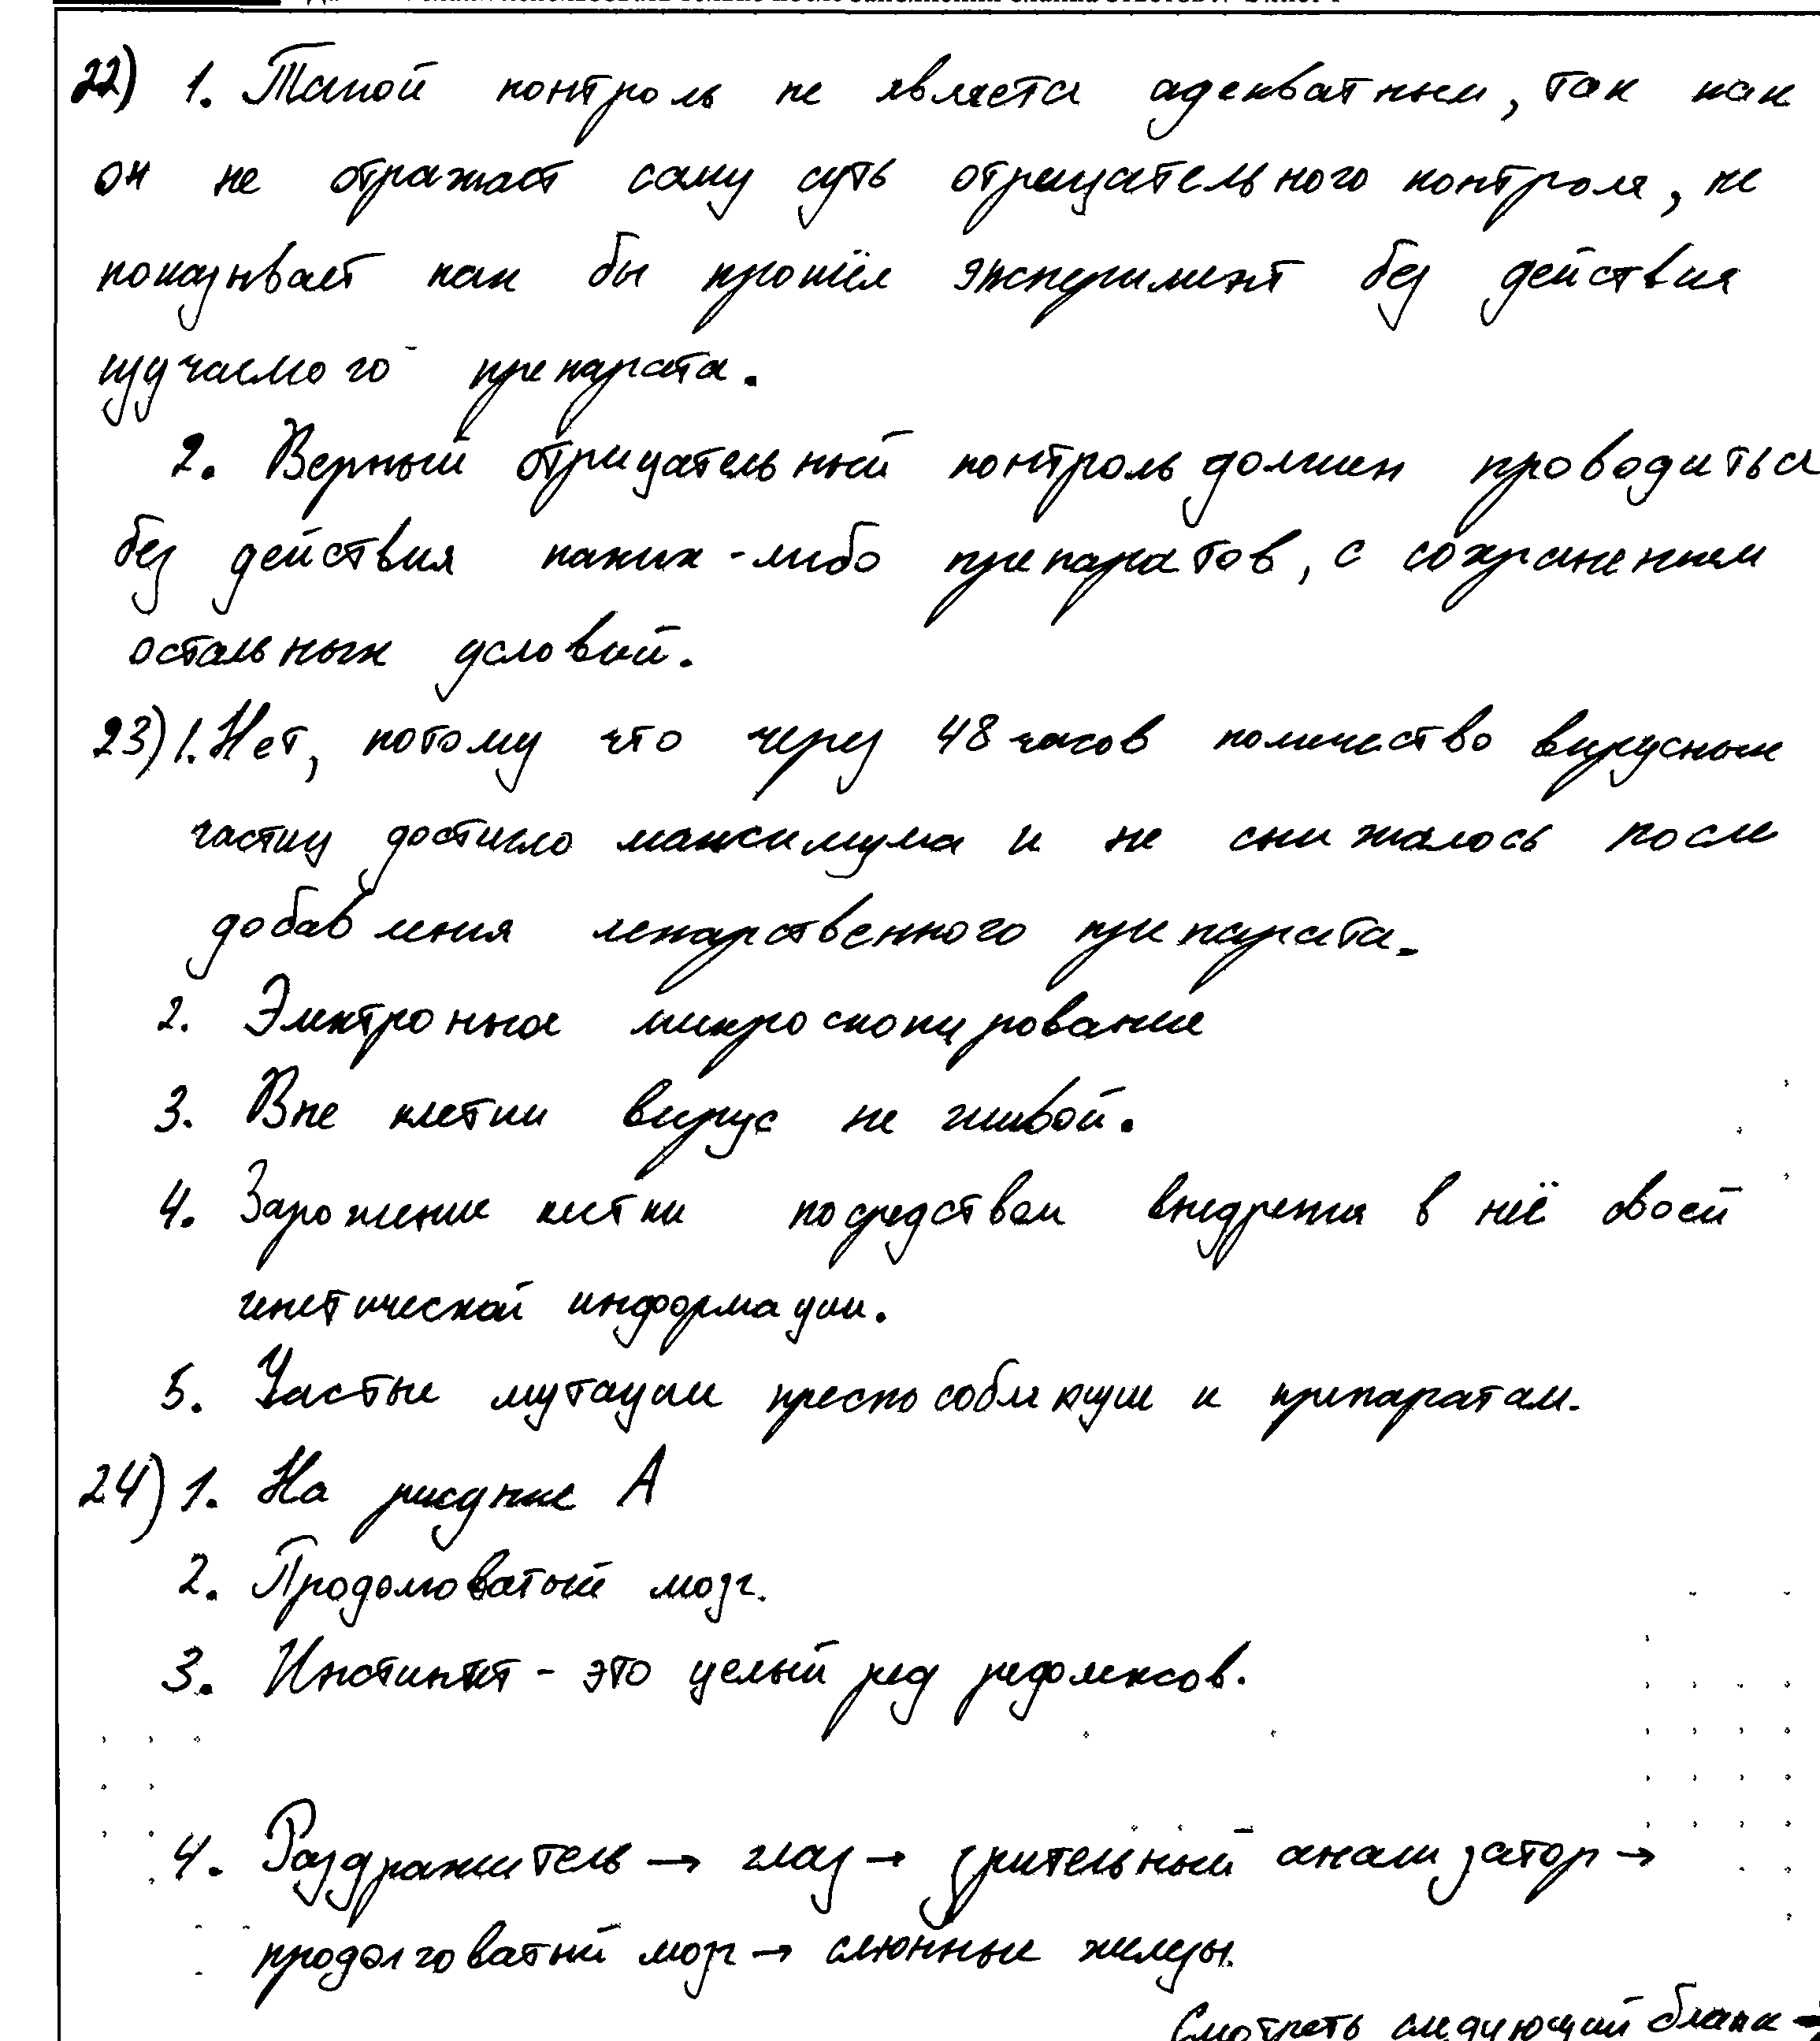 22) 1. Такой контроль не является адекватным, так как
он не отражает саму суть отрицательного контроля, не
показывает как бы прошёл эксперимент без действия
изучаемого препарата.
2. Верный отрицательный контроль должен проводиться
без действия каких-либо препаратов, с сохранением
остальных условий.
23) 1. Нет, потому что через 48 часов количество вирусных
частиц достигло максимума и не снижалось после
добавления лекарственного препарата.
2. Электроное микроскопирование
3. Вне клетки вирус не живой.
4. Заражение клетки посредством внедрения в неё своей
генетической информации.
5. Частые мутации преспособляющие к препаратам.
24) 1. На рисунке А
2. Продолговатый мозг.
3. Инстинкт - это целый ряд рефлексов.
4. Раздражитель → глаз → зрительный анализатор →
продолговатый мозг → слюнные железы.
Смотреть следующий бланк →